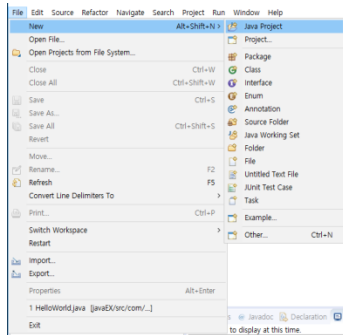 File Edit Source Refactor Navigate Search Project Run Window Help
New Alt+Shift+N >
Open File...
Open Projects from File System...
Close Ctrl+W
Close All Ctrl+Shift+W
Save Ctrl+S
Save As...
Save All Ctrl+Shift+S
Revert
Move...
Rename... F2
Refresh F5
Convert Line Delimiters To >
Print... Ctrl+P
Switch Workspace >
Restart
Import...
Export...
Properties Alt+Enter
1 HelloWorld.java [javaEX/src/com/...]
Exit
Java Project
Project...
Package
Class
Interface
Enum
Annotation
Source Folder
Java Working Set
Folder
File
Untitled Text File
JUnit Test Case
Task
Example...
Other... Ctrl+N
s @ Javadoc Declaration
to display at this time.